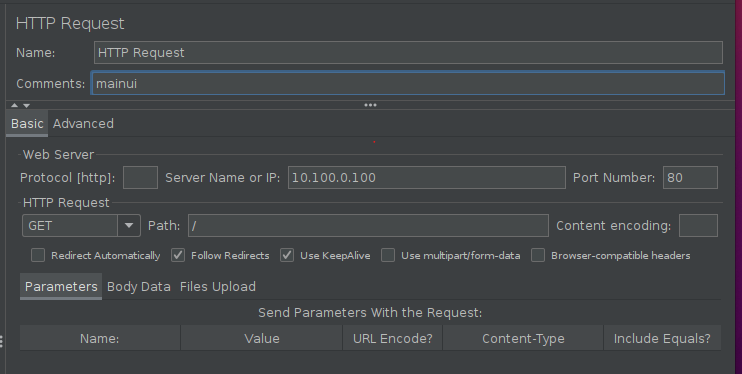 HTTP Request
Name: HTTP Request
Comments: mainui
Basic Advanced
Web Server
Protocol [http]: Server Name or IP: 10.100.0.100 Port Number: 80
HTTP Request
GET Path: / Content encoding:
Redirect Automatically Follow Redirects Use KeepAlive Use multipart/form-data Browser-compatible headers
Parameters Body Data Files Upload
Send Parameters With the Request:
Name: Value URL Encode? Content-Type Include Equals?